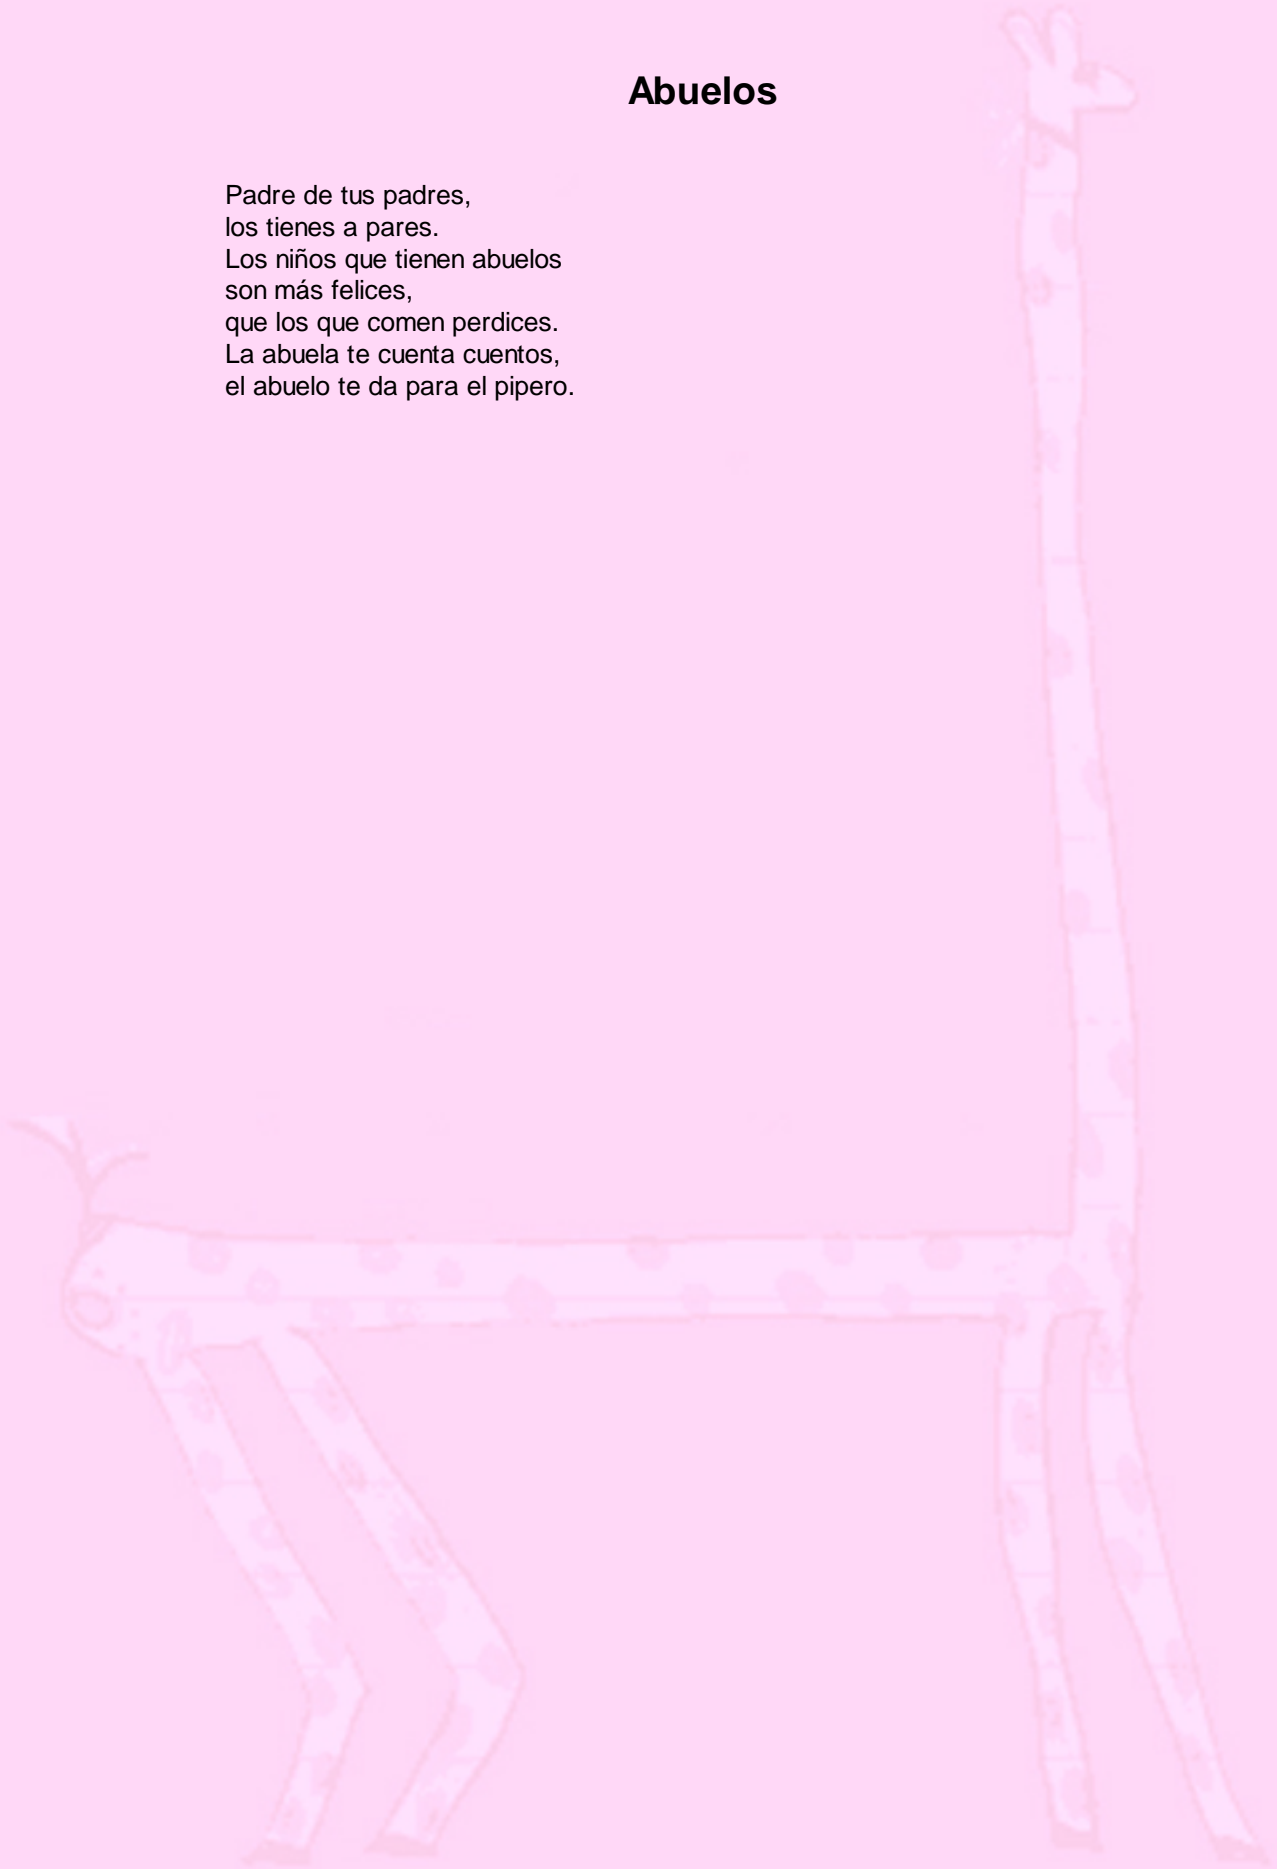 Abuelos
Padre de tus padres,
los tienes a pares.
Los niños que tienen abuelos
son más felices,
que los que comen perdices.
La abuela te cuenta cuentos,
el abuelo te da para el pipero.